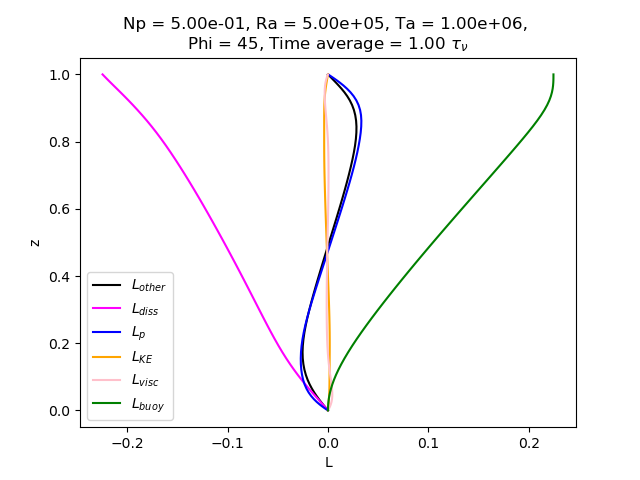 Np = 5.00e-01, Ra = 5.00e+05, Ta = 1.00e+06,
Phi = 45, Time average = 1.00 τ_ν
1.0
0.8
0.6
z
0.4
0.2
0.0
L_other
L_diss
L_p
L_KE
L_visc
L_buoy
−0.2 −0.1 0.0 0.1 0.2
L